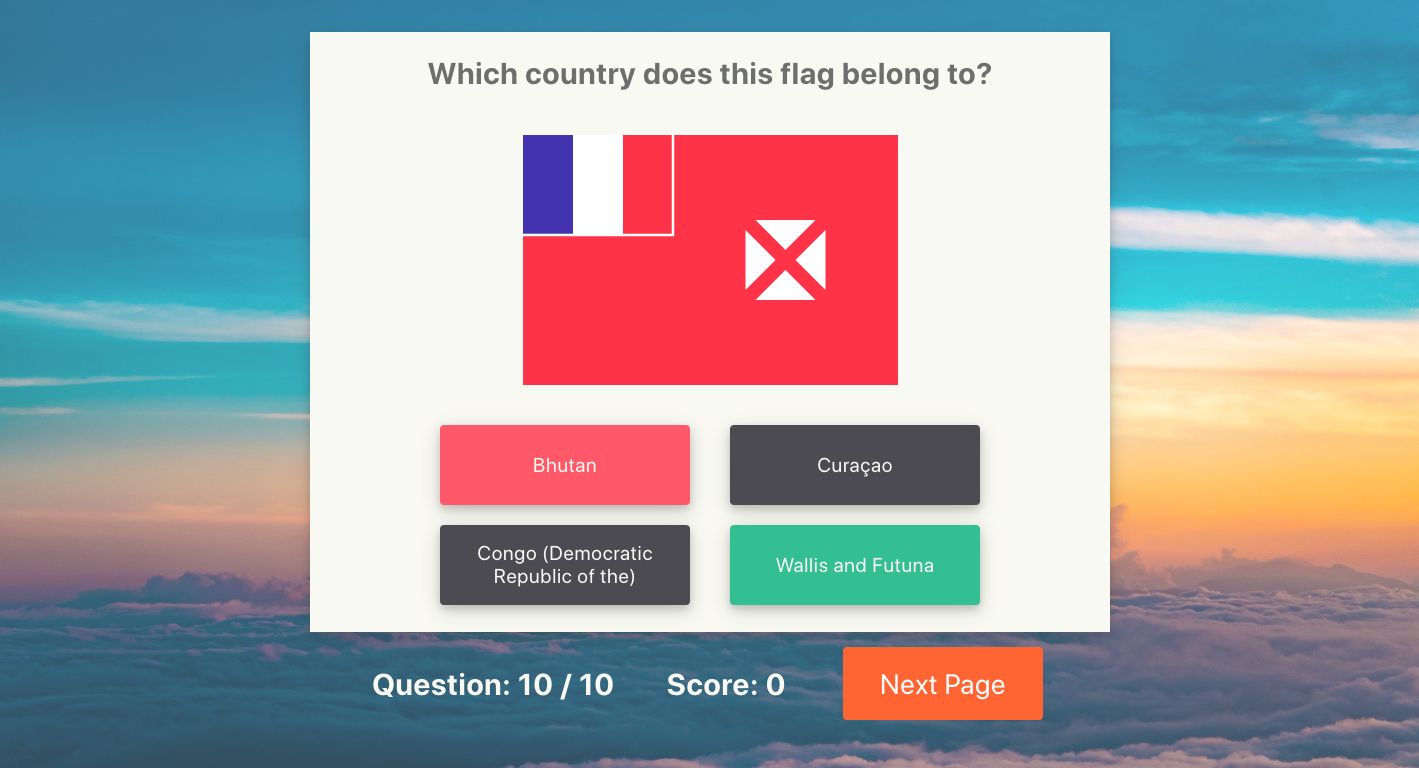 Which country does this flag belong to?
Bhutan
Curaçao
Congo (Democratic
Republic of the)
Wallis and Futuna
Question: 10 / 10
Score: 0
Next Page